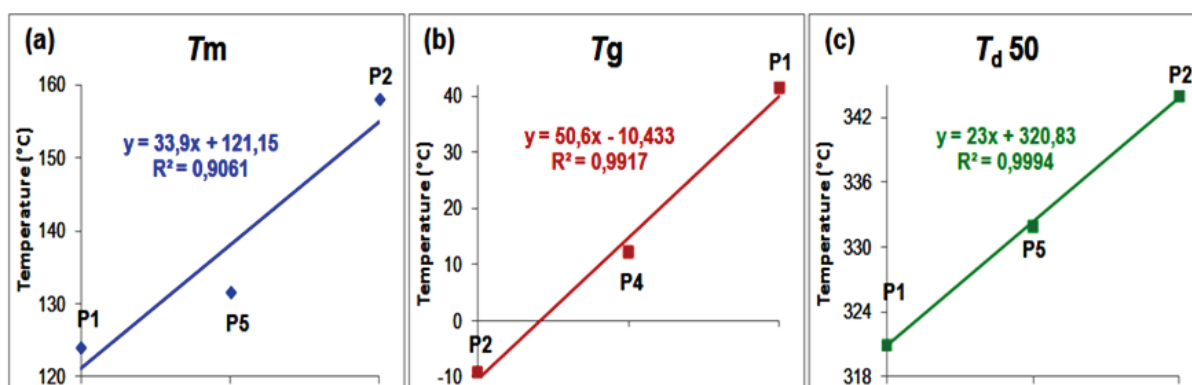 (a)
Tm
160
150
140
130
120
Temperature (°C)
y = 33,9x + 121,15
R² = 0,9061
P1
P5
P2
(b)
Tg
40
30
20
10
0
-10
Temperature (°C)
y = 50,6x - 10,433
R² = 0,9917
P2
P4
P1
(c)
Td 50
342
336
330
324
318
Temperature (°C)
y = 23x + 320,83
R² = 0,9994
P1
P5
P2